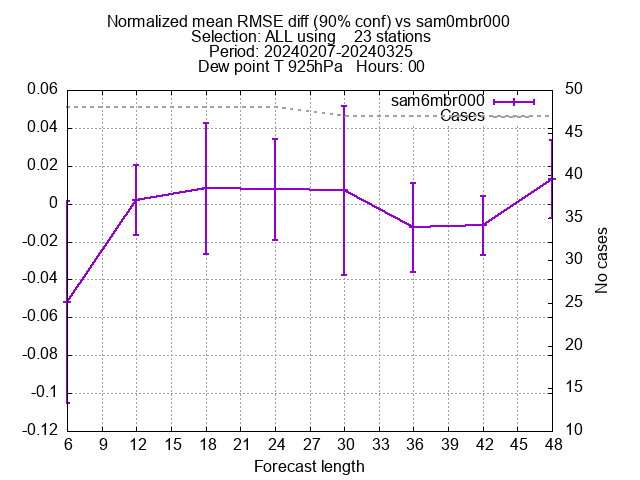 Normalized mean RMSE diff (90% conf) vs sam0mbr000
Selection: ALL using    23 stations
Period: 20240207-20240325
Dew point T 925hPa   Hours: 00
sam6mbr000
Cases
0.06
0.04
0.02
0
-0.02
-0.04
-0.06
-0.08
-0.1
-0.12
50
45
40
35
30
25
20
15
10
No cases
6 9 12 15 18 21 24 27 30 33 36 39 42 45 48
Forecast length